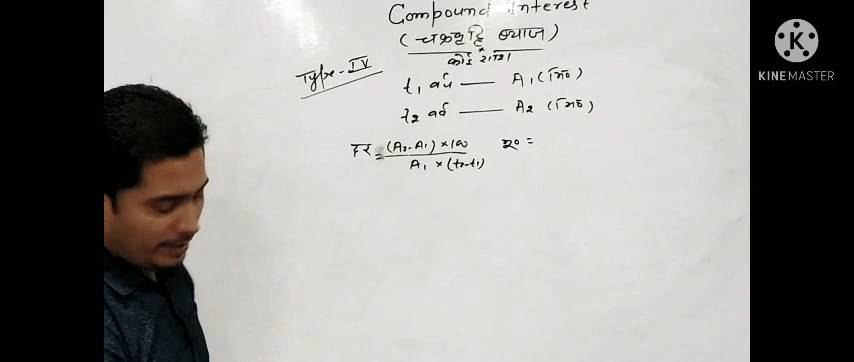 Compound Interest
(चक्रवृद्धि ब्याज)
कोई राशि
Type-IV
t₁ वर्ष — A₁ (मि०)
t₂ वर्ष — A₂ (मि०)
दर = (A₂-A₁) × 100
A₁ × (t₂-t₁)
मू० =
KINEMASTER